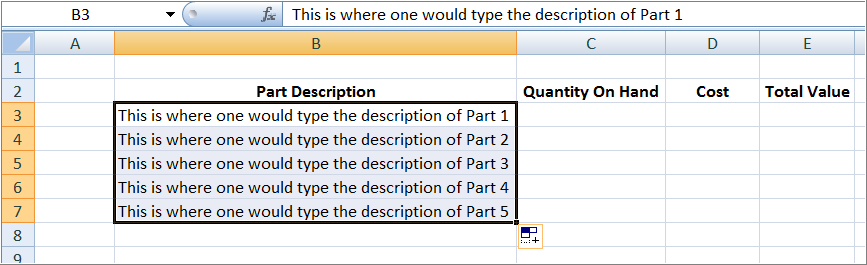 B3 fx This is where one would type the description of Part 1
A B C D E
1
2 Part Description Quantity On Hand Cost Total Value
3 This is where one would type the description of Part 1
4 This is where one would type the description of Part 2
5 This is where one would type the description of Part 3
6 This is where one would type the description of Part 4
7 This is where one would type the description of Part 5
8
9